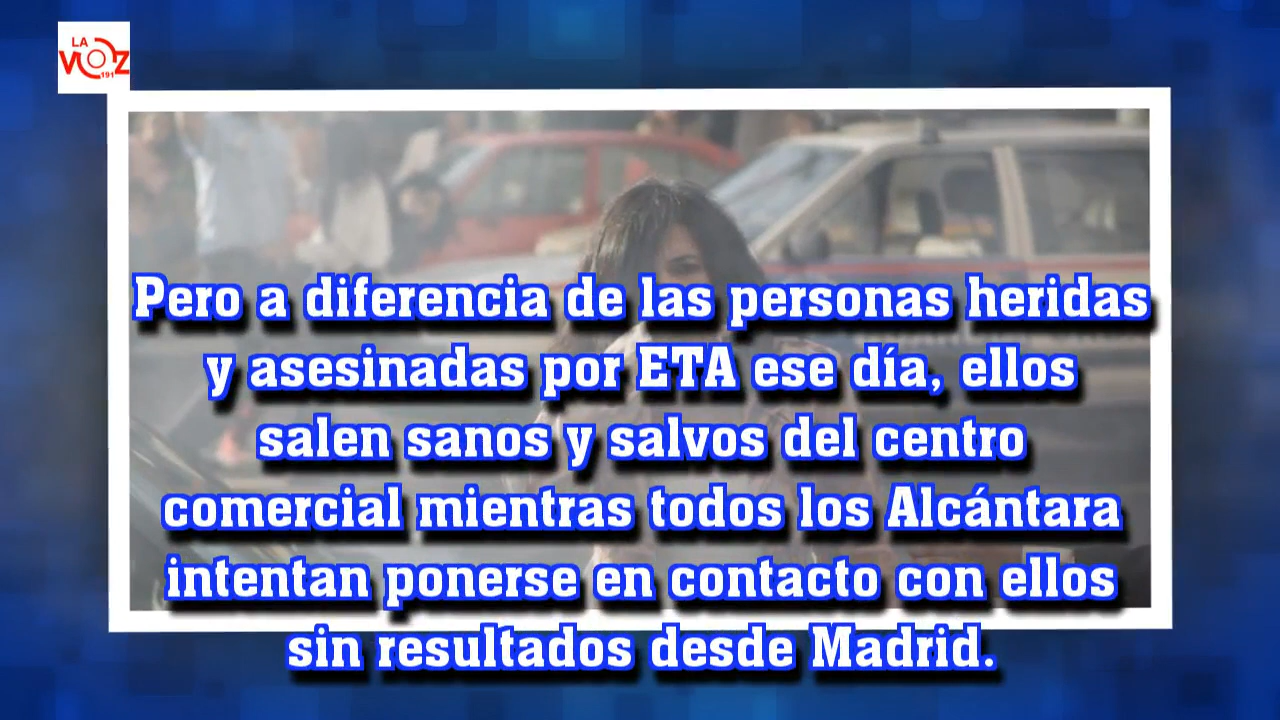 LA
VOZ
191
Pero a diferencia de las personas heridas
y asesinadas por ETA ese día, ellos
salen sanos y salvos del centro
comercial mientras todos los Alcántara
intentan ponerse en contacto con ellos
sin resultados desde Madrid.